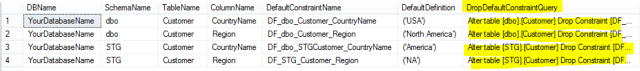 DBName SchemaName TableName ColumnName DefaultConstraintName DefaultDefinition DropDefaultConstraintQuery
1 YourDatabaseName dbo Customer CountryName DF_dbo_Customer_CountryName ('USA') Alter table [dbo].[Customer] Drop Constraint [DF_...
2 YourDatabaseName dbo Customer Region DF_dbo_Customer_Region ('North America') Alter table [dbo].[Customer] Drop Constraint [DF_...
3 YourDatabaseName STG Customer CountryName DF_dbo_STGCustomer_CountryName ('America') Alter table [STG].[Customer] Drop Constraint [DF...
4 YourDatabaseName STG Customer Region DF_STG_Customer_Region ('NA') Alter table [STG].[Customer] Drop Constraint [DF...